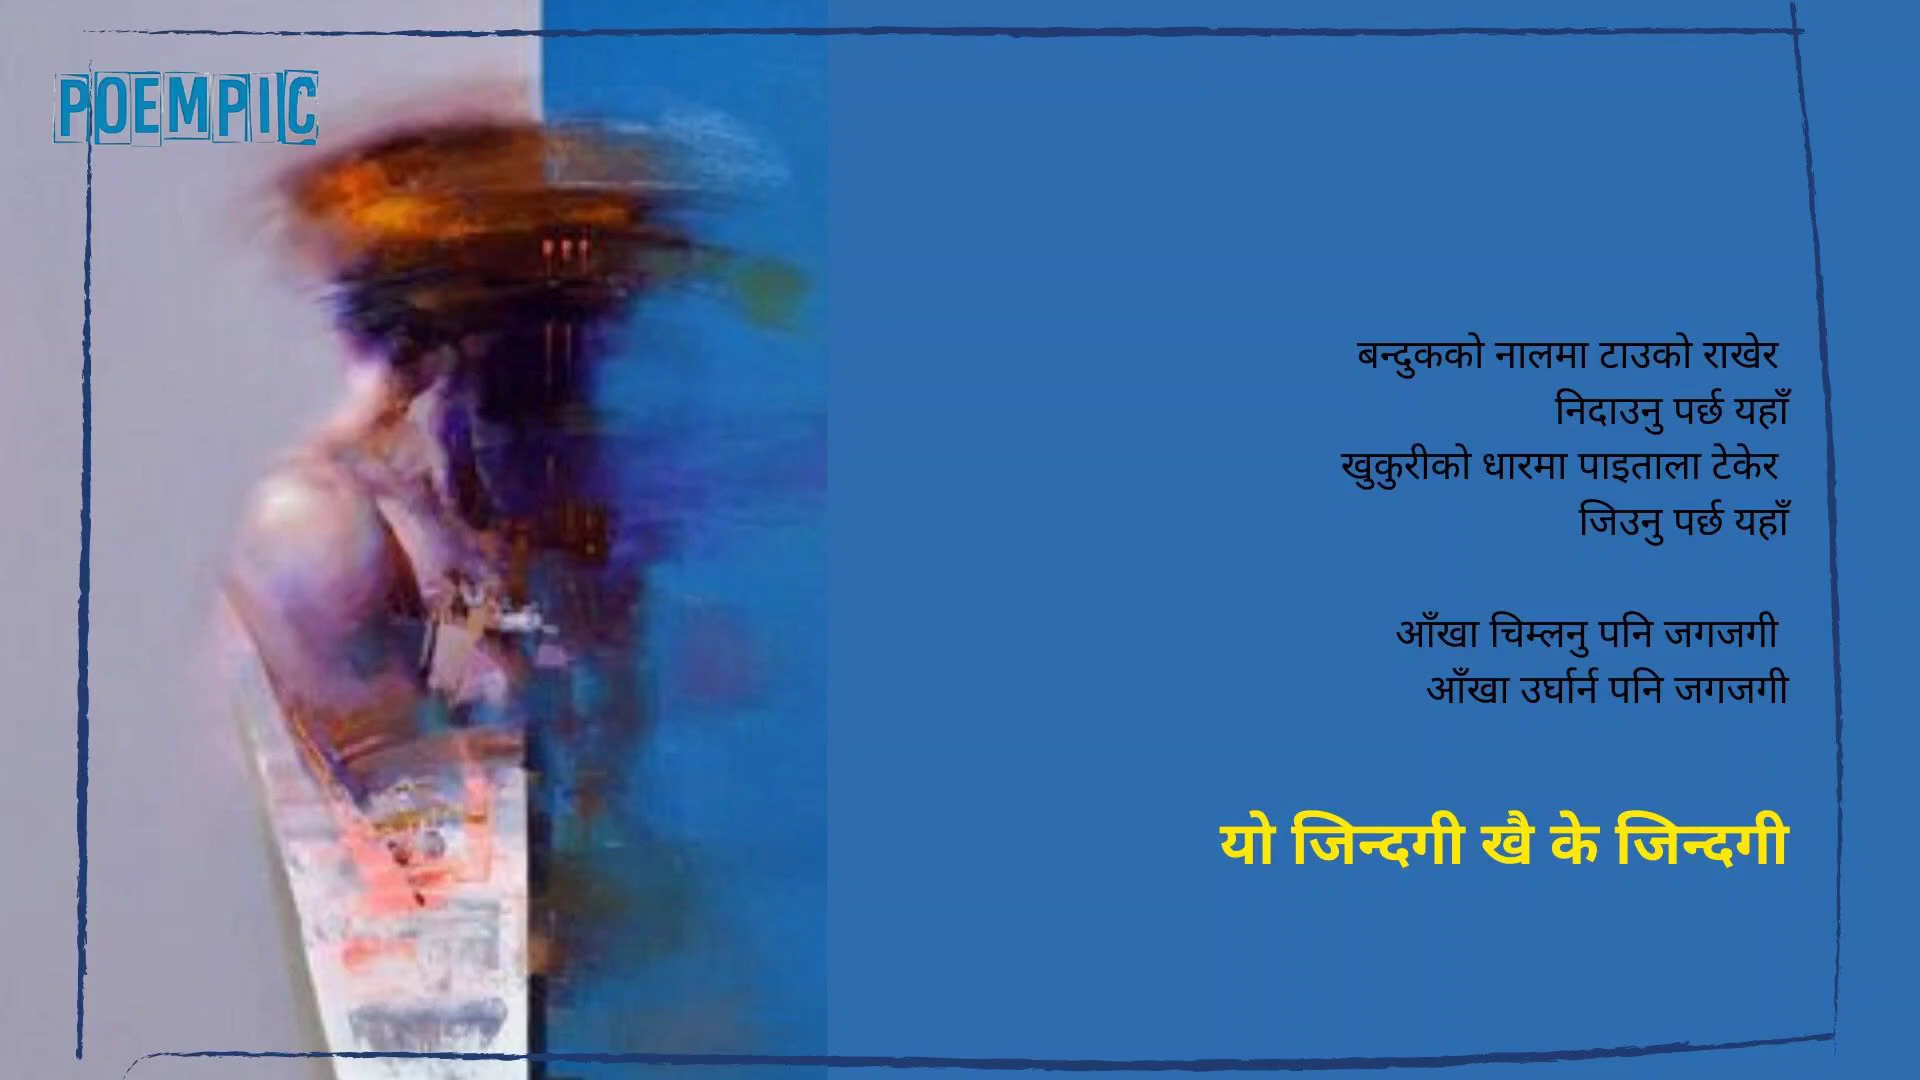 POEMPIC
बन्दुकको नालमा टाउको राखेर
निदाउनु पर्छ यहाँ
खुकुरीको धारमा पाइताला टेकेर
जिउनु पर्छ यहाँ
आँखा चिम्लनु पनि जगजगी
आँखा उर्घार्न पनि जगजगी
यो जिन्दगी खै के जिन्दगी